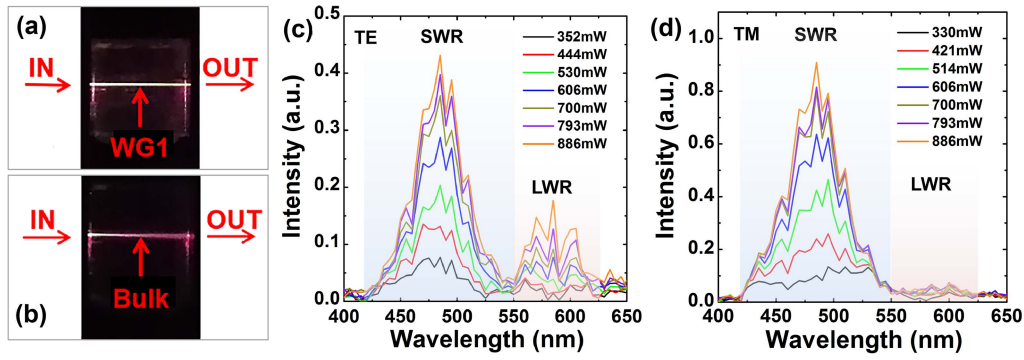 (a)
IN
OUT
WG1
IN
OUT
Bulk
(b)
(c)
TE
SWR
LWR
352mW
444mW
530mW
606mW
700mW
793mW
886mW
Intensity (a.u.)
0.5
0.4
0.3
0.2
0.1
0.0
400 450 500 550 600 650
Wavelength (nm)
(d)
TM
SWR
LWR
330mW
421mW
514mW
606mW
700mW
793mW
886mW
Intensity (a.u.)
1.0
0.8
0.6
0.4
0.2
0.0
400 450 500 550 600 650
Wavelength (nm)